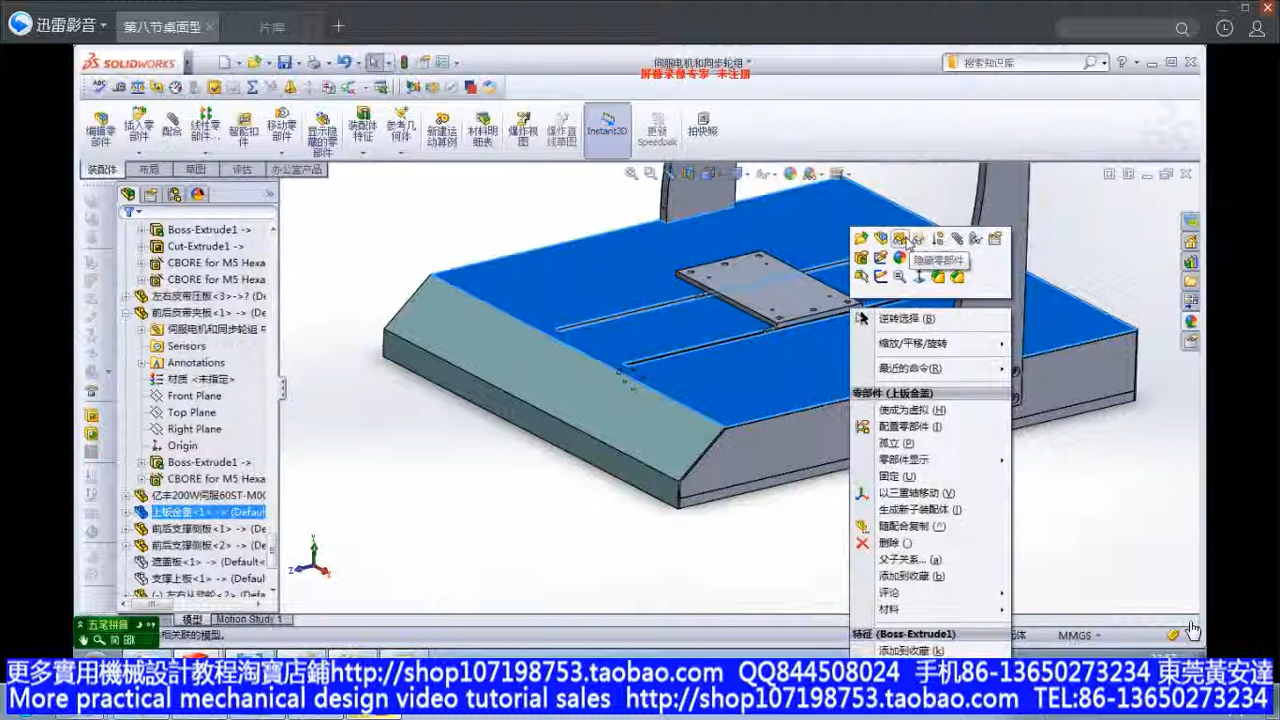 迅雷影音
第八节桌面型
片库
SOLIDWORKS
伺服电机和同步轮组 *
屏幕录像专家 未注册
搜索知识库
编辑零部件
插入零部件
配合
线性零部件...
智能扣件
移动零部件
显示隐藏的零部件
装配体特征
参考几何体
新建运动算例
材料明细表
爆炸视图
爆炸直线草图
Instant3D
更新Speedpak
拍快照
装配体
布局
草图
评估
办公室产品
Boss-Extrude1 ->
Cut-Extrude1 ->
CBORE for M5 Hexa
CBORE for M5 Hexa
左右皮带压板<3>->? (De
前后皮带夹板<1> -> (De
伺服电机和同步轮组 中
Sensors
Annotations
材质 <未指定>
Front Plane
Top Plane
Right Plane
Origin
Boss-Extrude1 ->
CBORE for M5 Hexa
亿丰200W伺服60ST-M00
上钣金盖<1> -> (Defaul
前后支撑侧板<1> -> (De
前后支撑侧板<2> -> (De
遮盖板<1> -> (Default<
支撑上板<1> -> (Defaul
隐藏零部件
逆转选择 (B)
缩放/平移/旋转
最近的命令(R)
零部件 (上钣金盖)
使成为虚拟 (H)
配置零部件 (I)
孤立 (P)
零部件显示
固定 (U)
以三重轴移动 (V)
生成新子装配体 (L)
随配合复制 (^)
删除 ()
父子关系... (a)
添加到收藏 (b)
评论
材料
特征 (Boss-Extrude1)
添加到收藏 (k)
模型
Motion Study 1
五笔拼音
相关联的模型。
MMGS
更多實用機械設計教程淘寶店鋪http://shop107198753.taobao.com QQ844508024 手机86-13650273234 東莞黃安達
More practical mechanical design video tutorial sales http://shop107198753.taobao.com TEL:86-13650273234